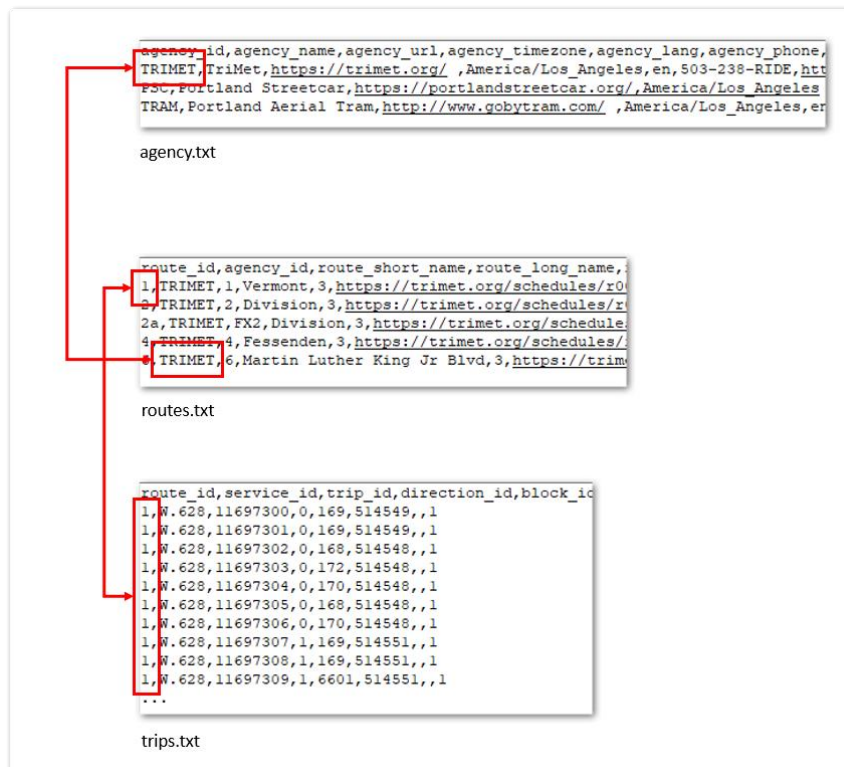 agency_id,agency_name,agency_url,agency_timezone,agency_lang,agency_phone,
TRIMET,TriMet,https://trimet.org/ ,America/Los_Angeles,en,503-238-RIDE,htt
PSC,Portland Streetcar,https://portlandstreetcar.org/,America/Los_Angeles
TRAM,Portland Aerial Tram,http://www.gobytram.com/ ,America/Los_Angeles,en
agency.txt
route_id,agency_id,route_short_name,route_long_name,
1,TRIMET,1,Vermont,3,https://trimet.org/schedules/r0
2,TRIMET,2,Division,3,https://trimet.org/schedules/r0
2a,TRIMET,FX2,Division,3,https://trimet.org/schedule
4,TRIMET,4,Fessenden,3,https://trimet.org/schedules/
6,TRIMET,6,Martin Luther King Jr Blvd,3,https://trim
routes.txt
route_id,service_id,trip_id,direction_id,block_id
1,W.628,11697300,0,169,514549,,1
1,W.628,11697301,0,169,514549,,1
1,W.628,11697302,0,168,514548,,1
1,W.628,11697303,0,172,514548,,1
1,W.628,11697304,0,170,514548,,1
1,W.628,11697305,0,168,514548,,1
1,W.628,11697306,0,170,514548,,1
1,W.628,11697307,1,169,514551,,1
1,W.628,11697308,1,169,514551,,1
1,W.628,11697309,1,6601,514551,,1
...
trips.txt